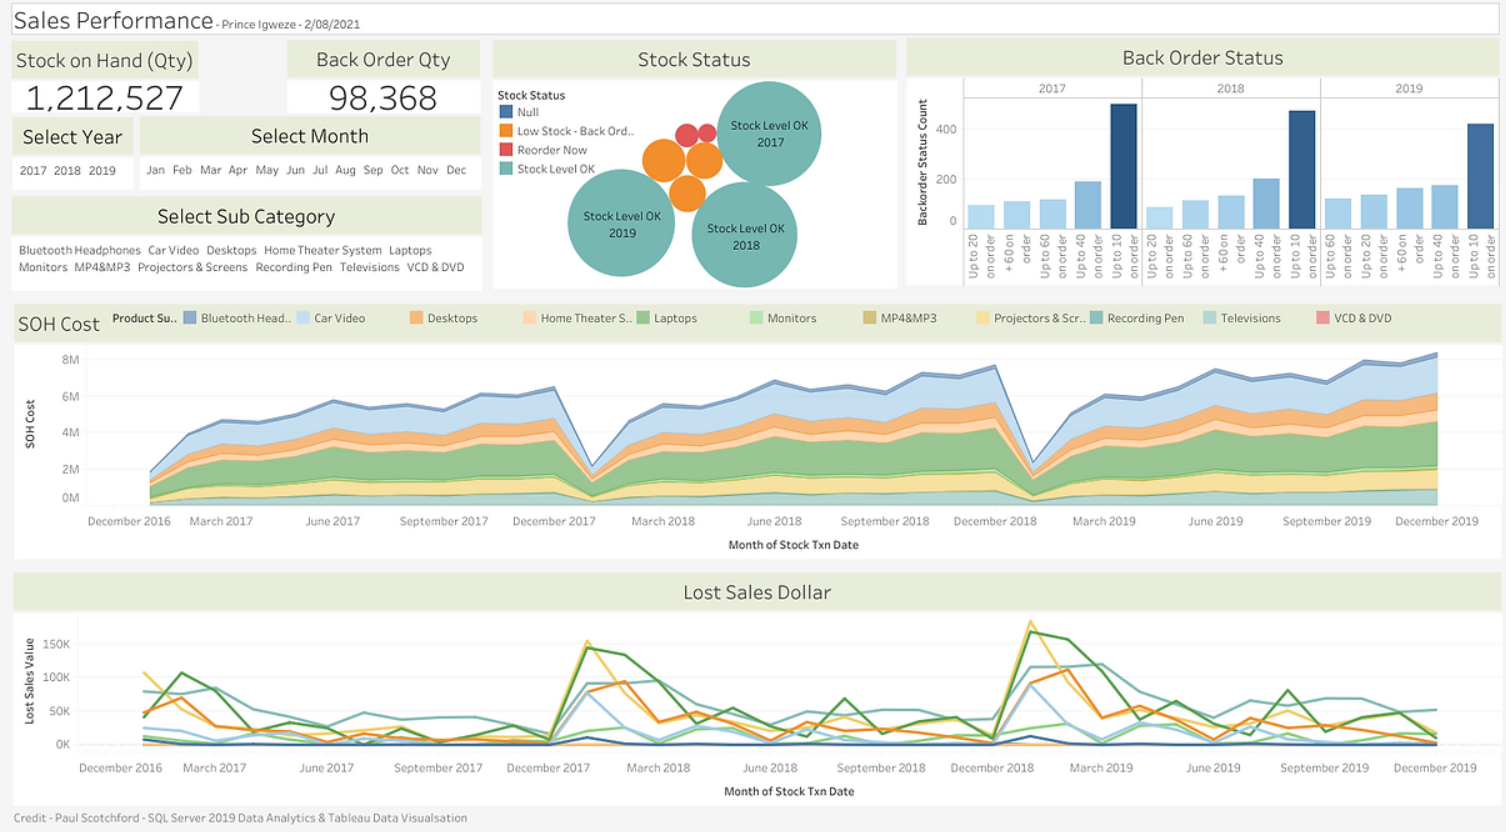 Sales Performance - Prince Igweze - 2/08/2021
Stock on Hand (Qty)
1,212,527
Back Order Qty
98,368
Select Year
2017 2018 2019
Select Month
Jan Feb Mar Apr May Jun Jul Aug Sep Oct Nov Dec
Select Sub Category
Bluetooth Headphones Car Video Desktops Home Theater System Laptops
Monitors MP4&MP3 Projectors & Screens Recording Pen Televisions VCD & DVD
Stock Status
Stock Status
Null
Low Stock - Back Ord..
Reorder Now
Stock Level OK
Stock Level OK
2017
Stock Level OK
2019
Stock Level OK
2018
Back Order Status
2017 2018 2019
Backorder Status Count
400
200
0
Up to 20
on order
+60 on
order
Up to 60
on order
Up to 40
on order
Up to 10
on order
Up to 20
on order
Up to 60
on order
+60 on
order
Up to 40
on order
Up to 10
on order
Up to 60
on order
Up to 20
on order
+60 on
order
Up to 40
on order
Up to 10
on order
SOH Cost
Product Su.. Bluetooth Head.. Car Video Desktops Home Theater S.. Laptops Monitors MP4&MP3 Projectors & Scr.. Recording Pen Televisions VCD & DVD
SOH Cost
8M
6M
4M
2M
0M
December 2016 March 2017 June 2017 September 2017 December 2017 March 2018 June 2018 September 2018 December 2018 March 2019 June 2019 September 2019 December 2019
Month of Stock Txn Date
Lost Sales Dollar
Lost Sales Value
150K
100K
50K
0K
December 2016 March 2017 June 2017 September 2017 December 2017 March 2018 June 2018 September 2018 December 2018 March 2019 June 2019 September 2019 December 2019
Month of Stock Txn Date
Credit - Paul Scotchford - SQL Server 2019 Data Analytics & Tableau Data Visualsation